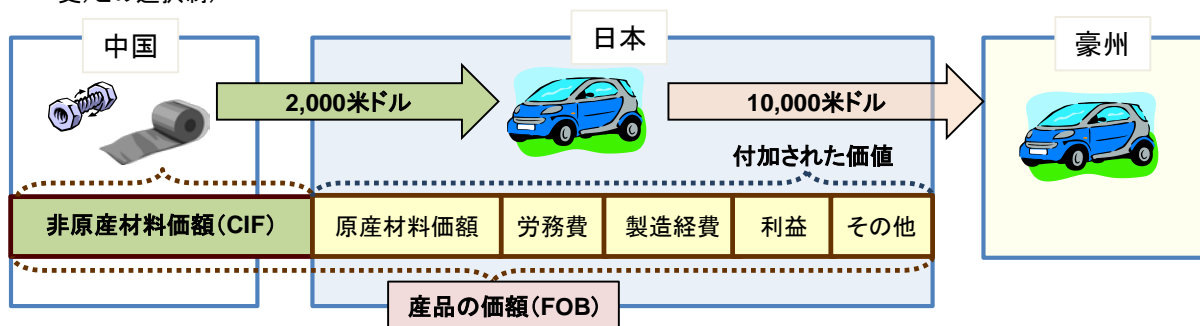 中国
日本
豪州
2,000米ドル
10,000米ドル
付加された価値
非原産材料価額(CIF)
原産材料価額
労務費
製造経費
利益
その他
産品の価額(FOB)